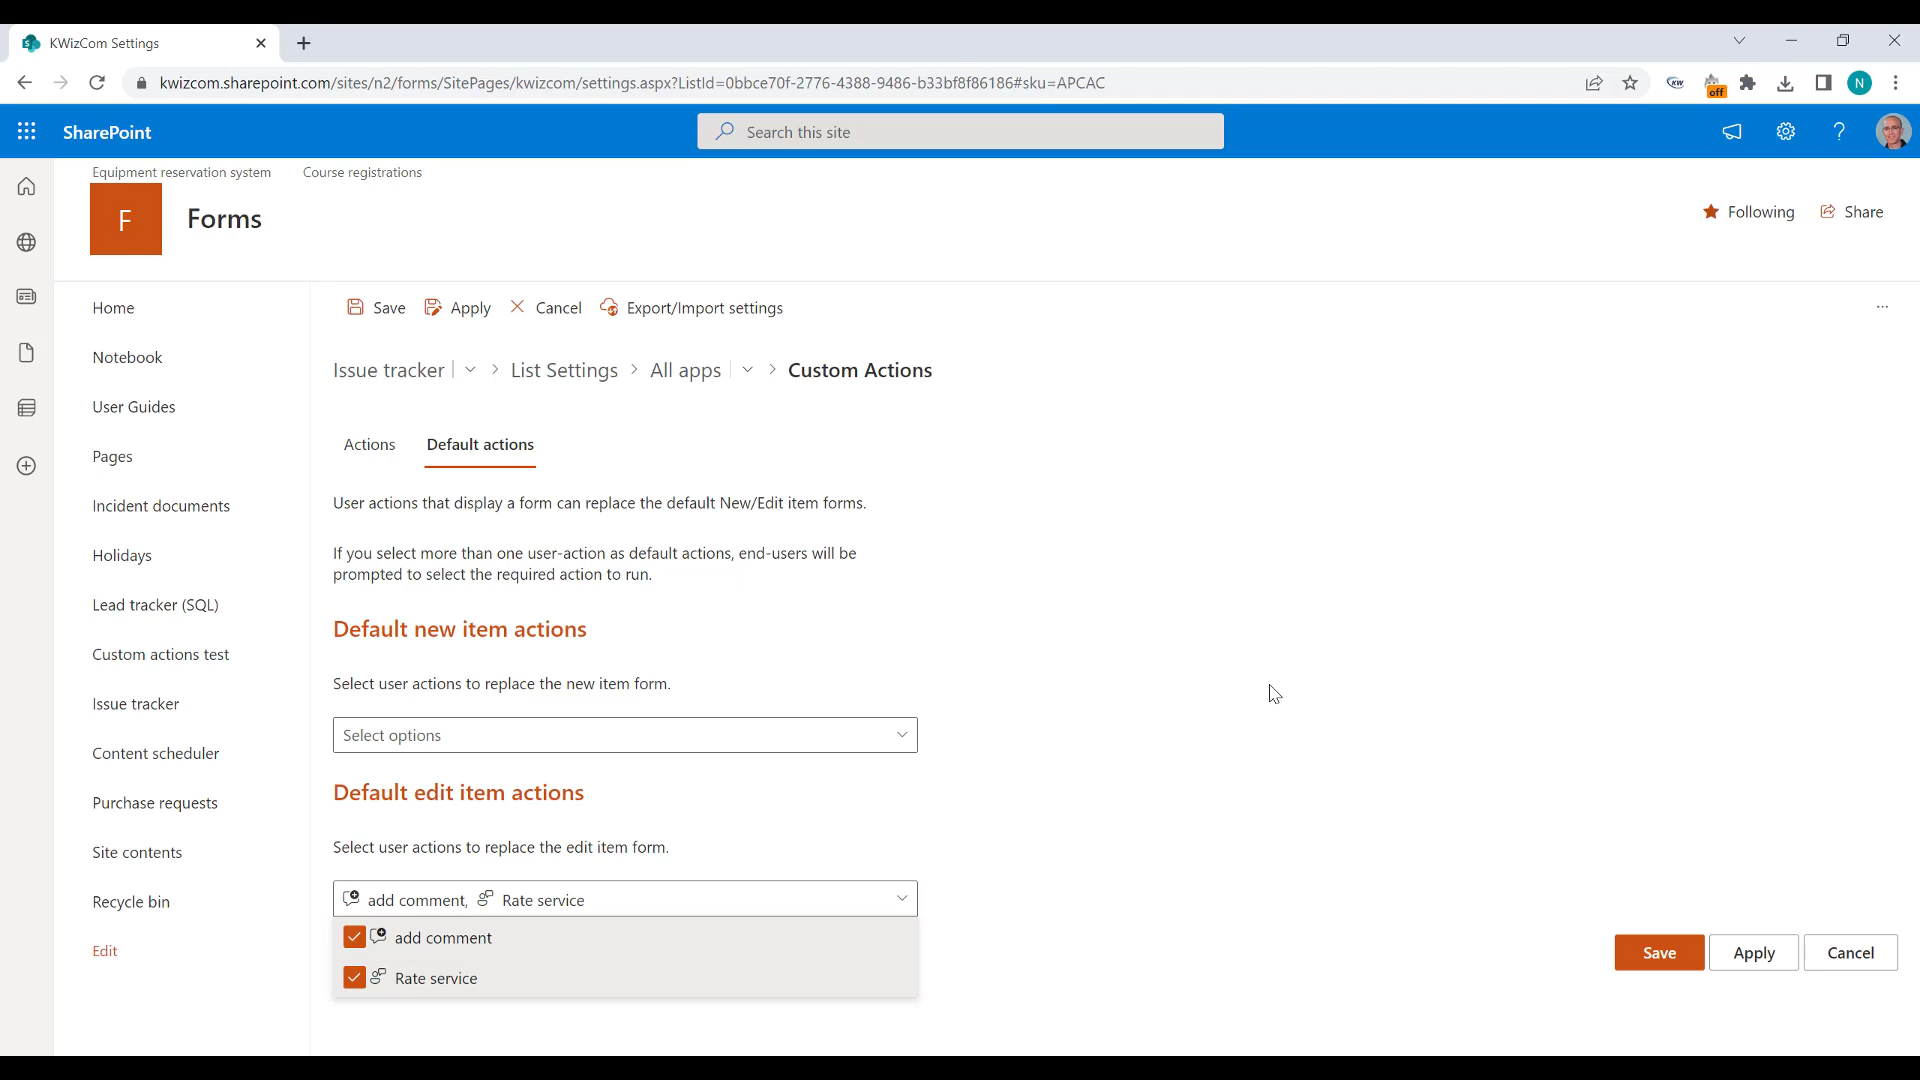 KWizCom Settings
kwizcom.sharepoint.com/sites/n2/forms/SitePages/kwizcom/settings.aspx?ListId=0bbce70f-2776-4388-9486-b33bf8f86186#sku=APCAC
KW
off
N
SharePoint
Search this site
Equipment reservation system Course registrations
F
Forms
Following
Share
Home
Notebook
User Guides
Pages
Incident documents
Holidays
Lead tracker (SQL)
Custom actions test
Issue tracker
Content scheduler
Purchase requests
Site contents
Recycle bin
Edit
Save Apply Cancel Export/Import settings
Issue tracker List Settings All apps Custom Actions
Actions Default actions
User actions that display a form can replace the default New/Edit item forms.
If you select more than one user-action as default actions, end-users will be
prompted to select the required action to run.
Default new item actions
Select user actions to replace the new item form.
Select options
Default edit item actions
Select user actions to replace the edit item form.
add comment, Rate service
add comment
Rate service
Save Apply Cancel